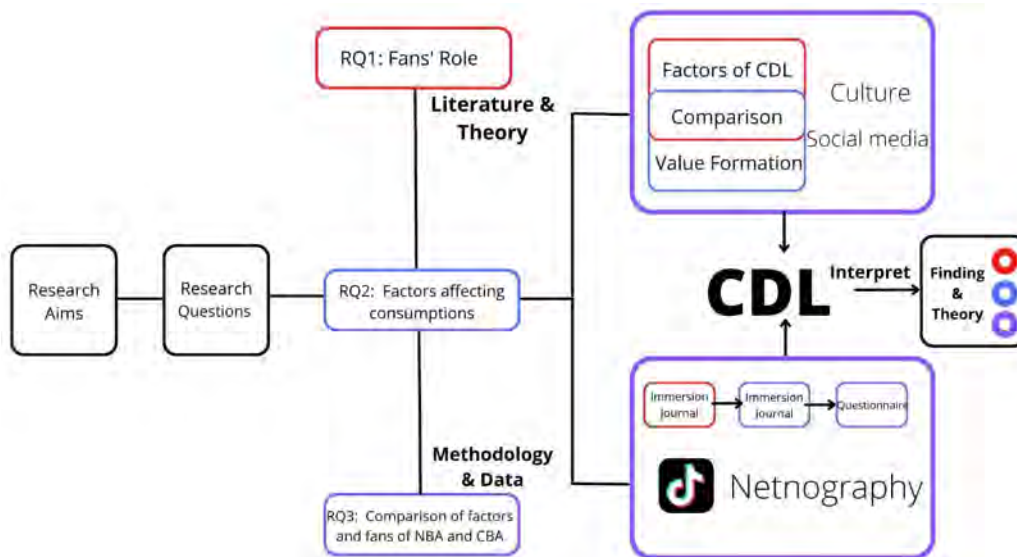 RQ1: Fans' Role
Literature &
Theory
Factors of CDL
Comparison
Value Formation
Culture
Social media
Research
Aims
Research
Questions
RQ2: Factors affecting
consumptions
CDL
Interpret
Finding
&
Theory
Immersion
journal
Immersion
journal
Questionnaire
Netnography
Methodology
& Data
RQ3: Comparison of factors
and fans of NBA and CBA